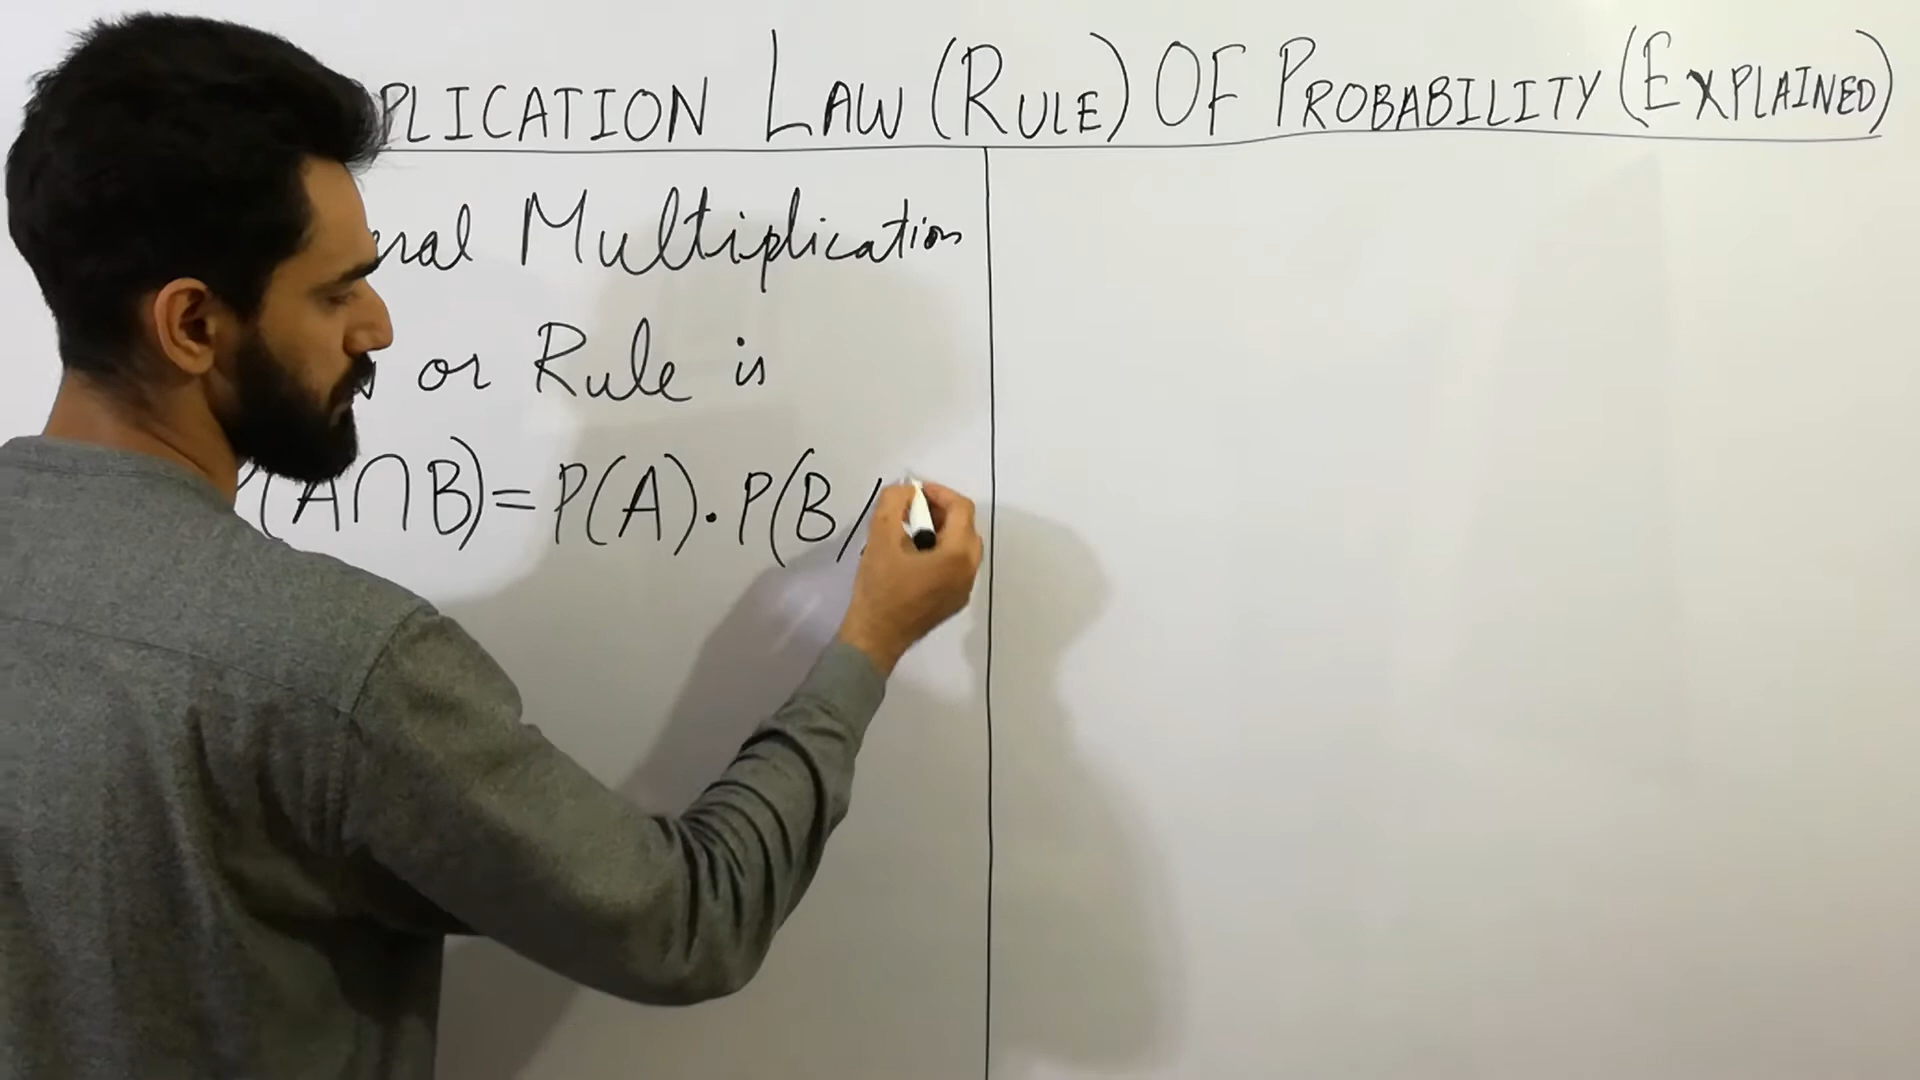 PLICATION LAW (RULE) OF PROBABILITY (EXPLAINED)
ral Multiplication
or Rule is
P(A∩B)=P(A).P(B/